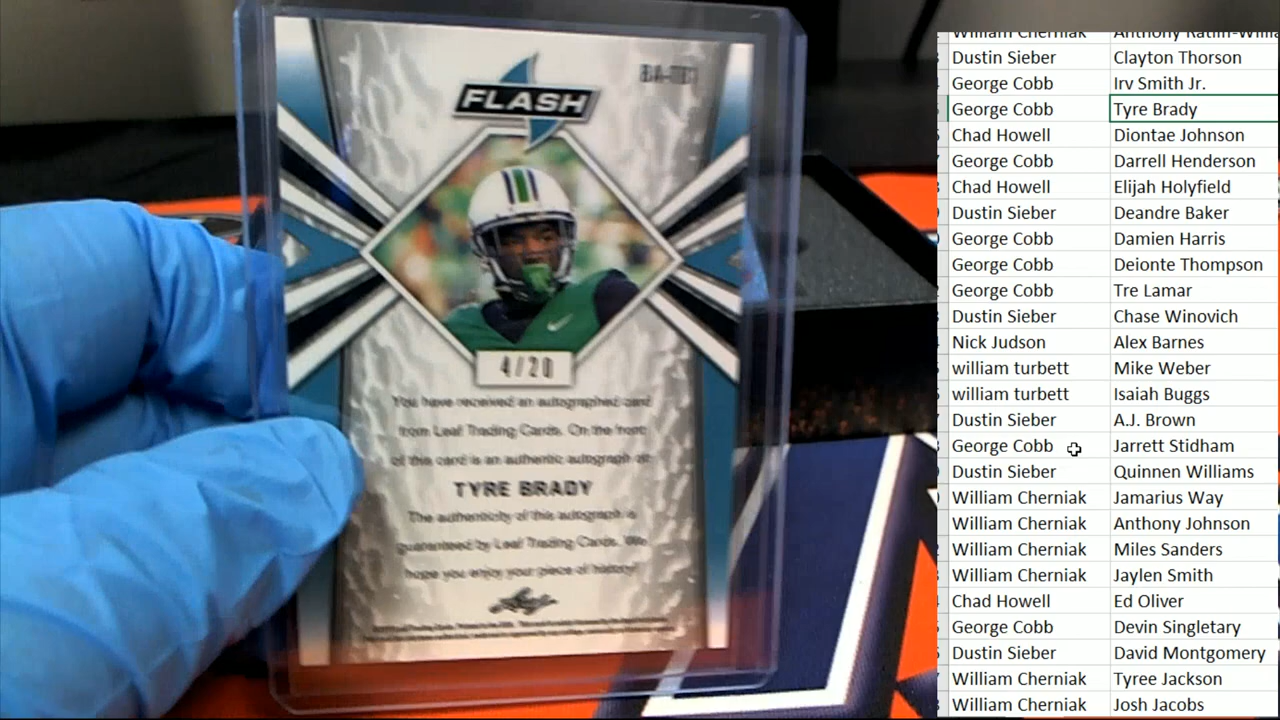 FLASH
4/20
You have received an autographed card
from Leaf Trading Cards. On the front
of this card is an authentic autograph of
TYRE BRADY
The authenticity of this autograph is
guaranteed by Leaf Trading Cards. We
hope you enjoy your piece of history!
Leaf
William Cherniak
Dustin Sieber Clayton Thorson
George Cobb Irv Smith Jr.
George Cobb Tyre Brady
Chad Howell Diontae Johnson
George Cobb Darrell Henderson
Chad Howell Elijah Holyfield
Dustin Sieber Deandre Baker
George Cobb Damien Harris
George Cobb Deionte Thompson
George Cobb Tre Lamar
Dustin Sieber Chase Winovich
Nick Judson Alex Barnes
william turbett Mike Weber
william turbett Isaiah Buggs
Dustin Sieber A.J. Brown
George Cobb Jarrett Stidham
Dustin Sieber Quinnen Williams
William Cherniak Jamarius Way
William Cherniak Anthony Johnson
William Cherniak Miles Sanders
William Cherniak Jaylen Smith
Chad Howell Ed Oliver
George Cobb Devin Singletary
Dustin Sieber David Montgomery
William Cherniak Tyree Jackson
William Cherniak Josh Jacobs